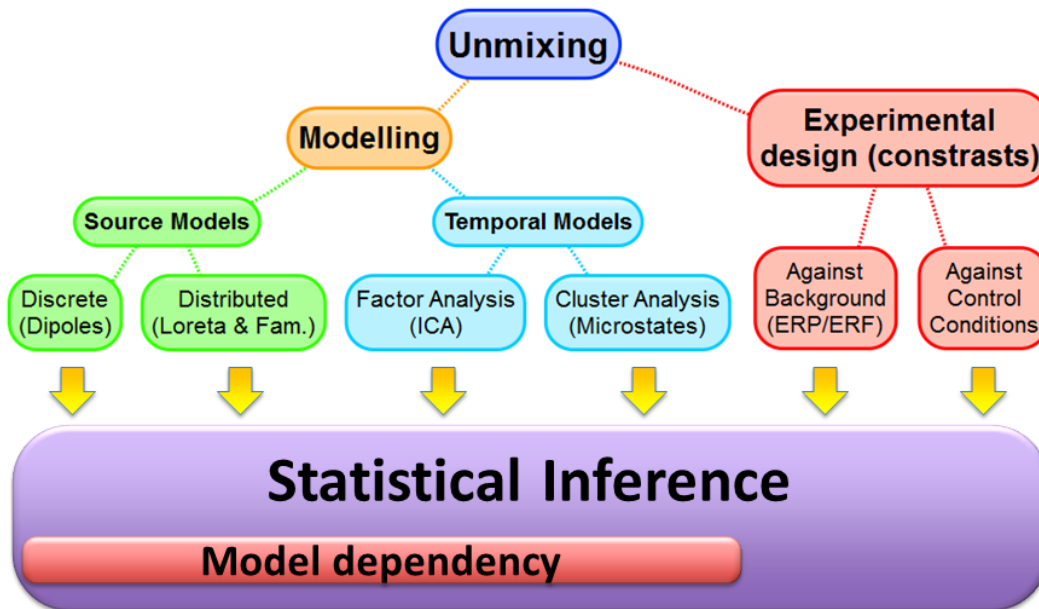 Unmixing
Modelling
Experimental
design (constrasts)
Source Models
Temporal Models
Discrete
(Dipoles)
Distributed
(Loreta & Fam.)
Factor Analysis
(ICA)
Cluster Analysis
(Microstates)
Against
Background
(ERP/ERF)
Against
Control
Conditions
Statistical Inference
Model dependency